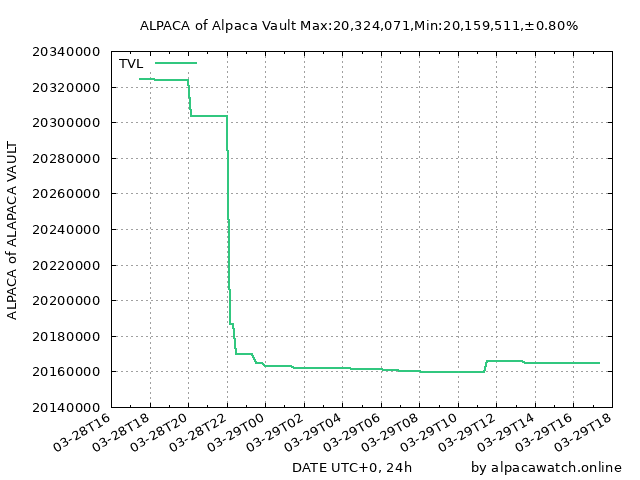 ALPACA of Alpaca Vault Max:20,324,071,Min:20,159,511,±0.80%
TVL
ALPACA of ALAPACA VAULT
20340000
20320000
20300000
20280000
20260000
20240000
20220000
20200000
20180000
20160000
20140000
03-28T16
03-28T18
03-28T20
03-28T22
03-29T00
03-29T02
03-29T04
03-29T06
03-29T08
03-29T10
03-29T12
03-29T14
03-29T16
03-29T18
DATE UTC+0, 24h
by alpacawatch.online